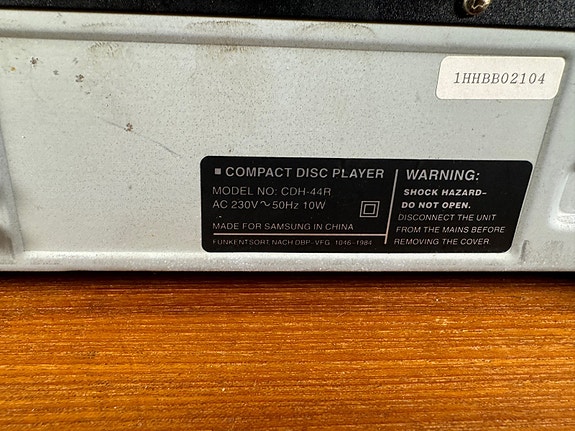 1HHBB02104
■ COMPACT DISC PLAYER
MODEL NO: CDH-44R
AC 230V～50Hz 10W
MADE FOR SAMSUNG IN CHINA
FUNKENTSORT NACH DBP-VFG. 1046-1984
WARNING:
SHOCK HAZARD-
DO NOT OPEN.
DISCONNECT THE UNIT
FROM THE MAINS BEFORE
REMOVING THE COVER.